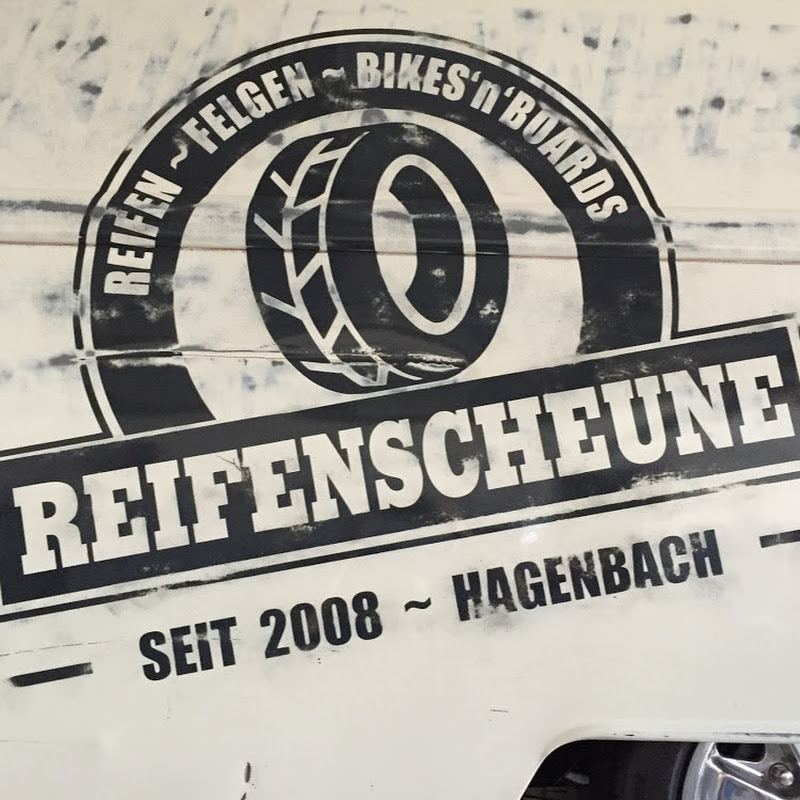 REIFEN ~ FELGEN ~ BIKES'n'BOARDS
REIFENSCHEUNE
SEIT 2008 ~ HAGENBACH